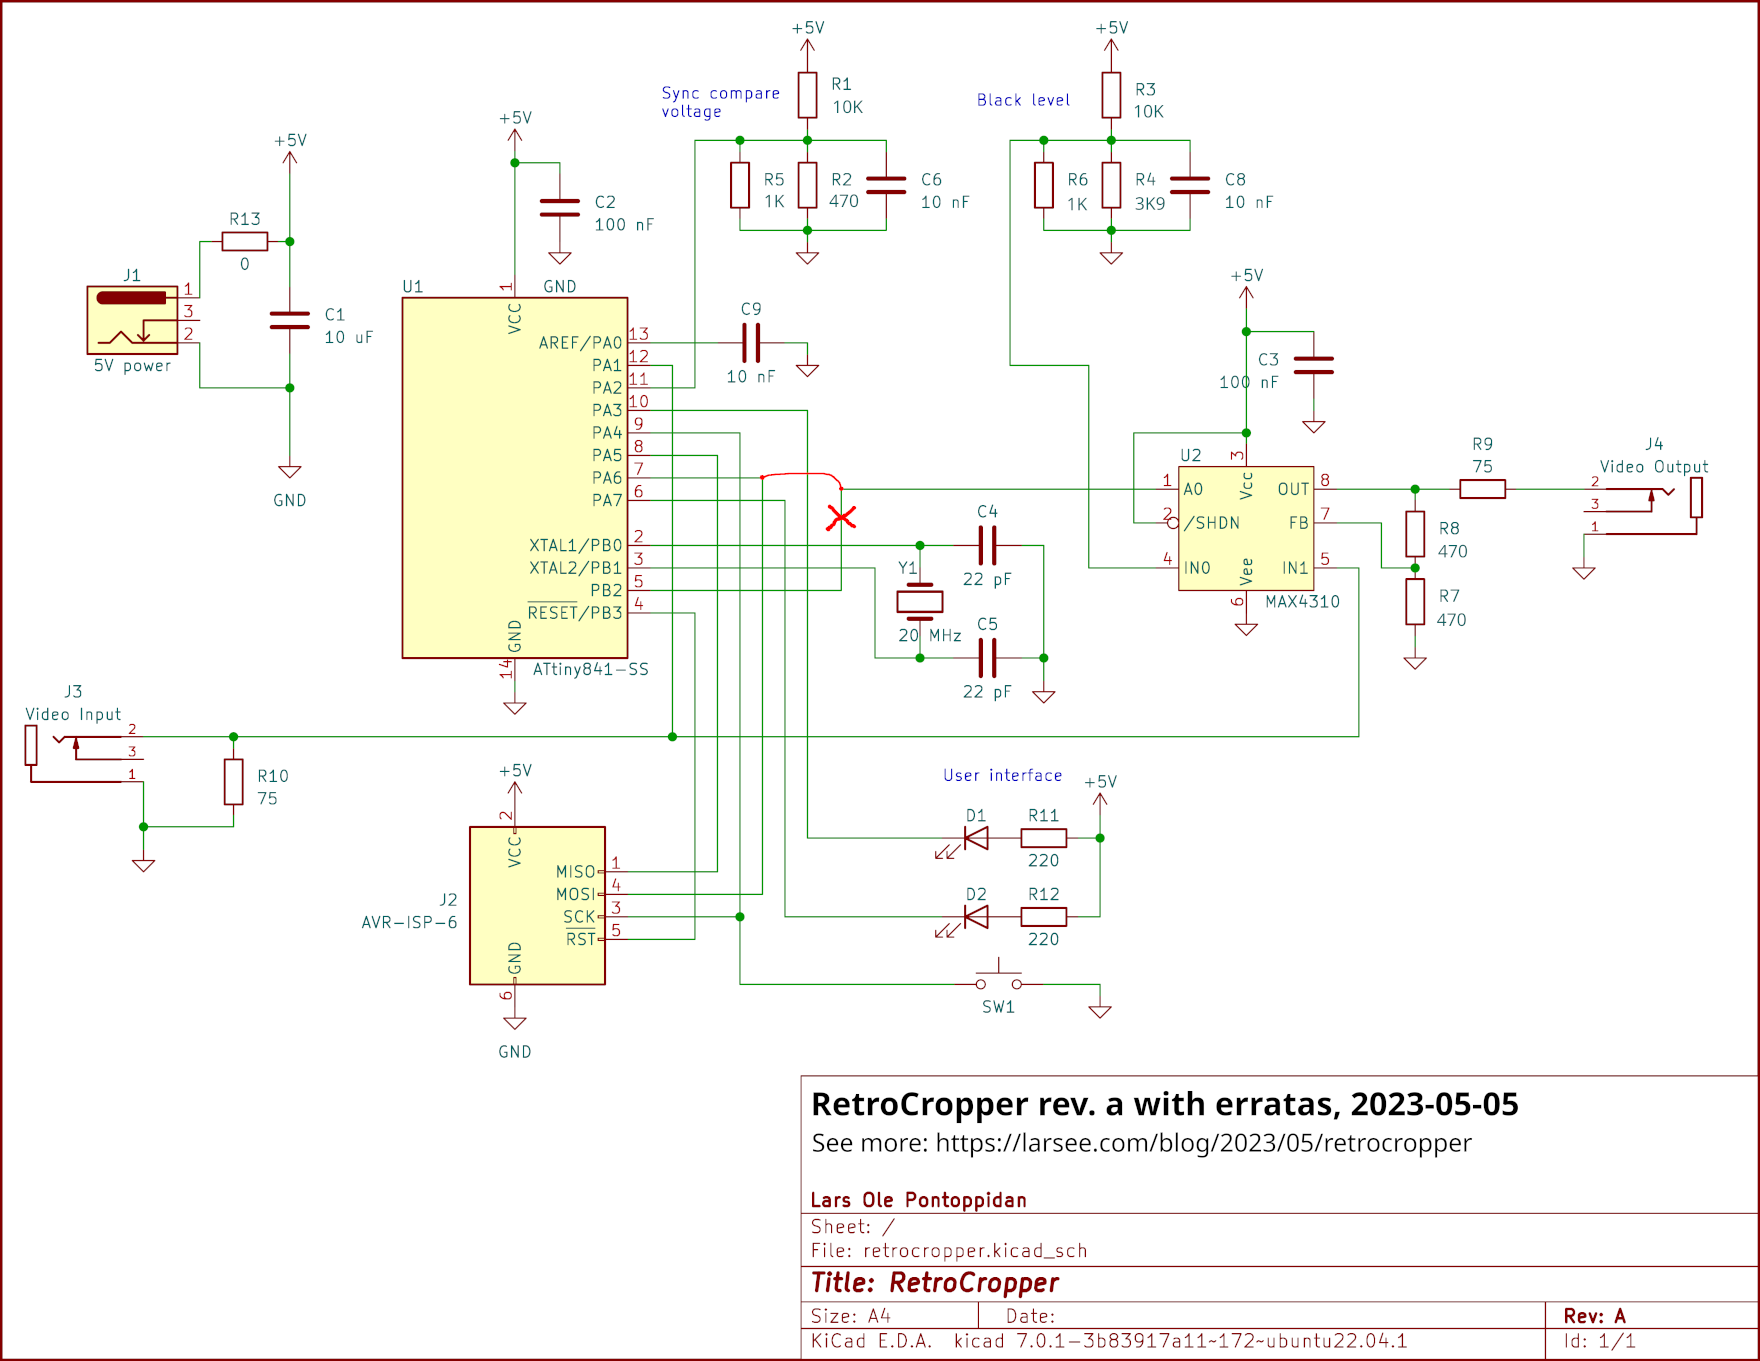 +5V
R1
10K
Sync compare
voltage
R5
1K
R2
470
C6
10 nF
+5V
R3
10K
Black level
R6
1K
R4
3K9
C8
10 nF
+5V
R13
0
J1
1
3
2
5V power
C1
10 uF
GND
+5V
C2
100 nF
GND
U1
1
VCC
AREF/PA0 13
PA1 12
PA2 11
PA3 10
PA4 9
PA5 8
PA6 7
PA7 6
XTAL1/PB0 2
XTAL2/PB1 3
PB2 5
RESET/PB3 4
GND
14
ATtiny841-SS
C9
10 nF
+5V
C3
100 nF
U2
3
Vcc
1 A0
2 /SHDN
4 IN0
OUT 8
FB 7
IN1 5
Vee
6
MAX4310
R9
75
R8
470
R7
470
J4
Video Output
2
3
1
C4
22 pF
Y1
20 MHz
C5
22 pF
J3
Video Input
2
3
1
R10
75
+5V
2
VCC
MISO 1
MOSI 4
SCK 3
RST 5
GND
6
J2
AVR-ISP-6
GND
User interface
+5V
D1
R11
220
D2
R12
220
SW1
RetroCropper rev. a with erratas, 2023-05-05
See more: https://larsee.com/blog/2023/05/retrocropper
Lars Ole Pontoppidan
Sheet: /
File: retrocropper.kicad_sch
Title: RetroCropper
Size: A4 Date: Rev: A
KiCad E.D.A. kicad 7.0.1-3b83917a11~172~ubuntu22.04.1 Id: 1/1